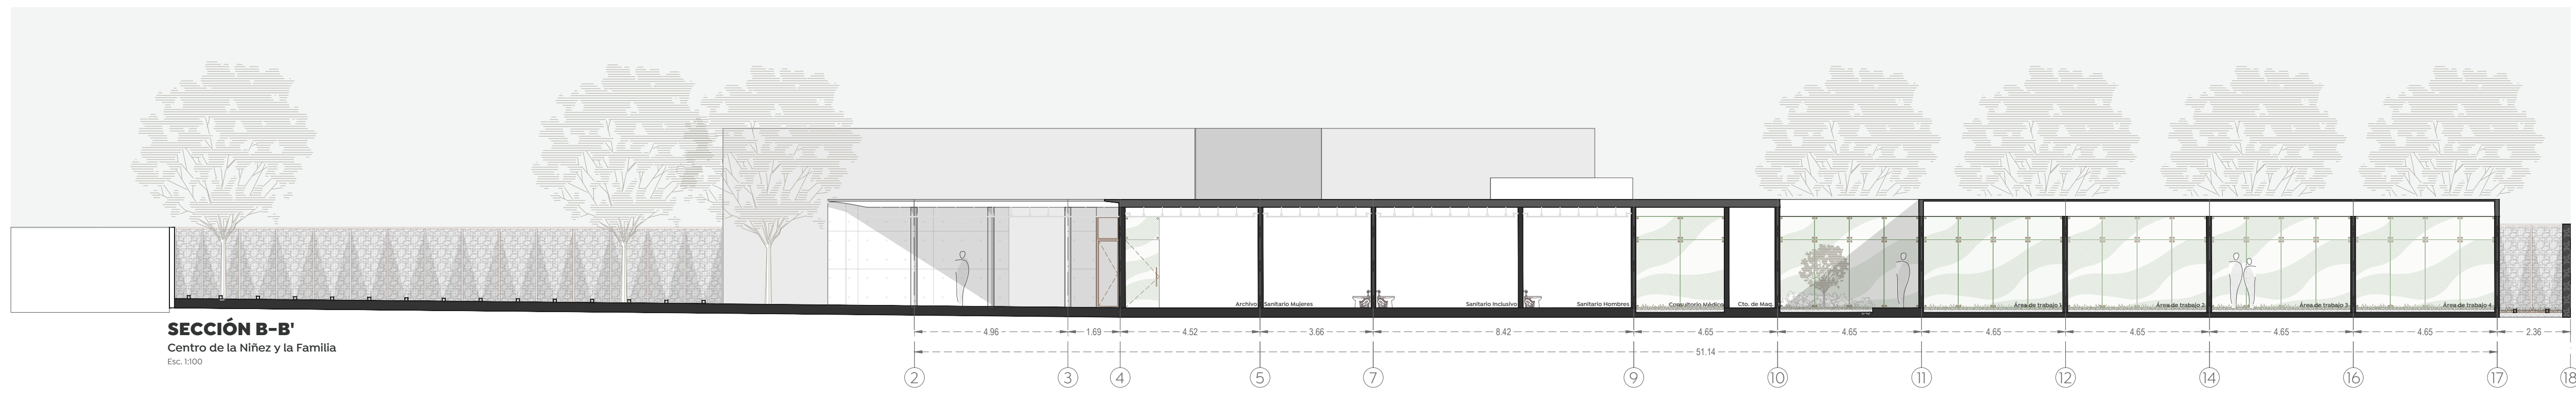 Archivo Sanitario Mujeres Sanitario Inclusivo Sanitario Hombres Consultorio Médico Cto. de Maq. Área de trabajo 1 Área de trabajo 2 Área de trabajo 3 Área de trabajo 4
SECCIÓN B-B'
Centro de la Niñez y la Familia
Esc. 1:100
4.96 1.69 4.52 3.66 8.42 4.65 4.65 4.65 4.65 4.65 4.65 2.36
51.14
2 3 4 5 7 9 10 11 12 14 16 17 18